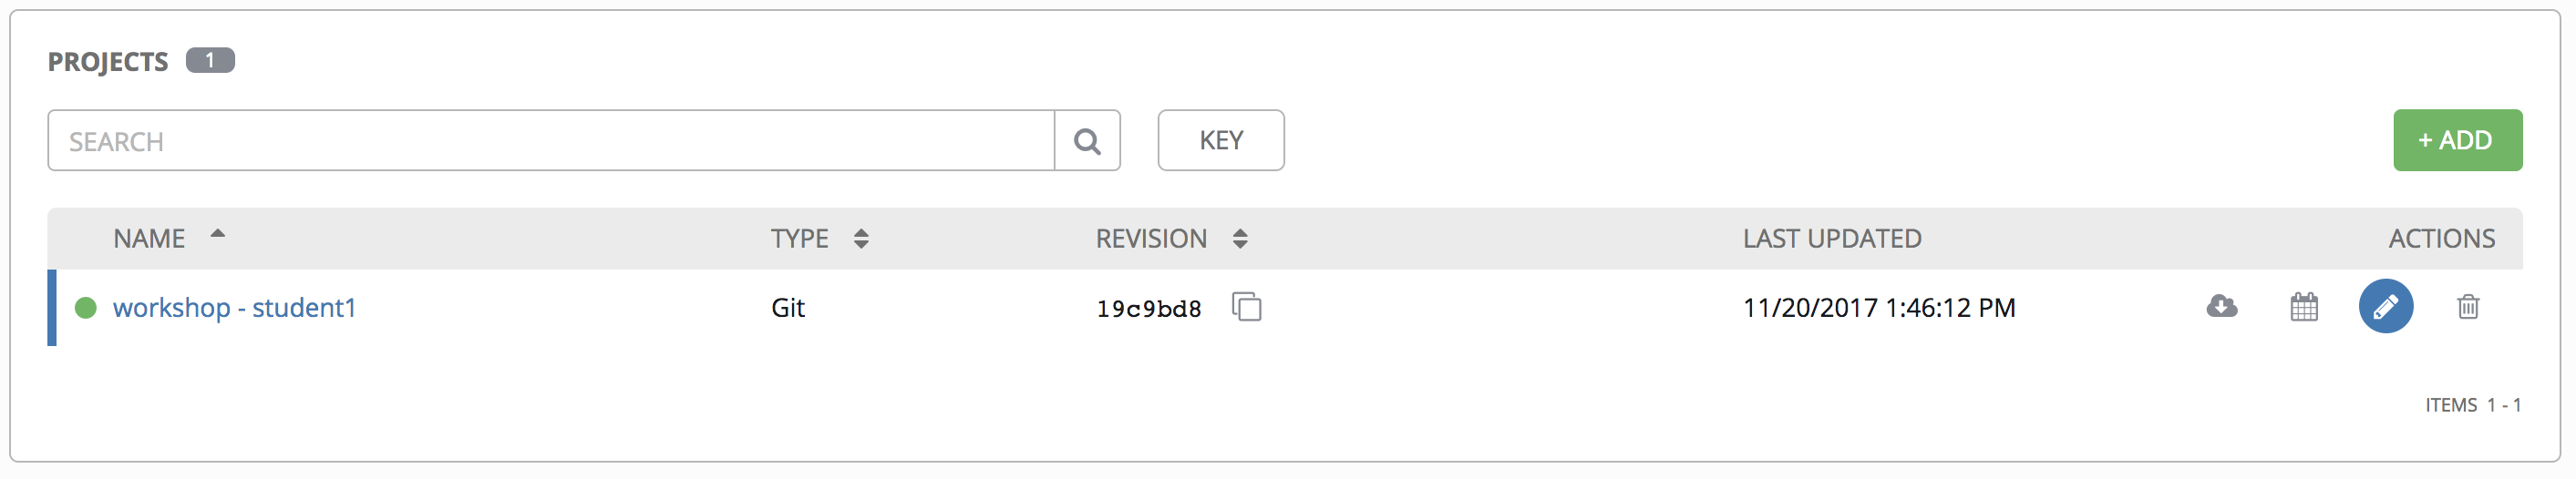 PROJECTS 1
SEARCH KEY + ADD
NAME TYPE REVISION LAST UPDATED ACTIONS
workshop - student1 Git 19c9bd8 11/20/2017 1:46:12 PM
ITEMS 1 - 1